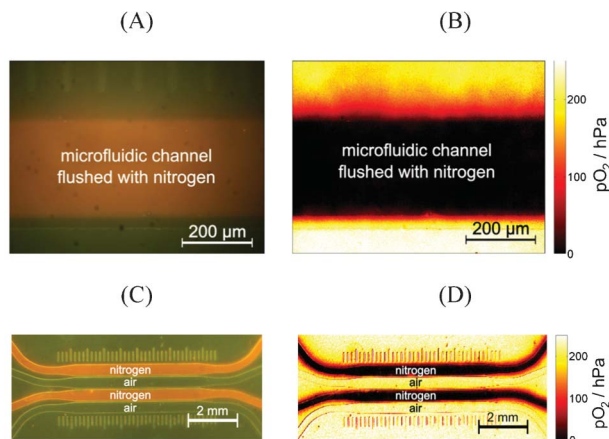 (A)
(B)
microfluidic channel
flushed with nitrogen
200 µm
microfluidic channel
flushed with nitrogen
200 µm
200
100
0
pO2 / hPa
(C)
(D)
nitrogen
air
nitrogen
air
2 mm
nitrogen
air
nitrogen
air
2 mm
200
100
0
pO2 / hPa